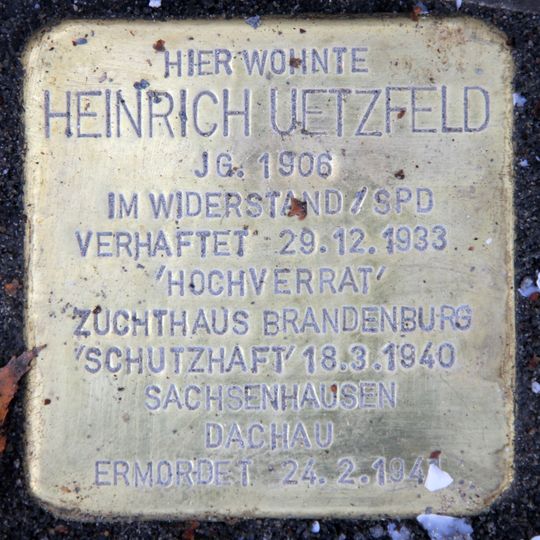 HIER WOHNTE
HEINRICH UETZFELD
JG. 1906
IM WIDERSTAND / SPD
VERHAFTET 29.12.1933
'HOCHVERRAT'
ZUCHTHAUS BRANDENBURG
'SCHUTZHAFT' 18.3.1940
SACHSENHAUSEN
DACHAU
ERMORDET 24.2.1941